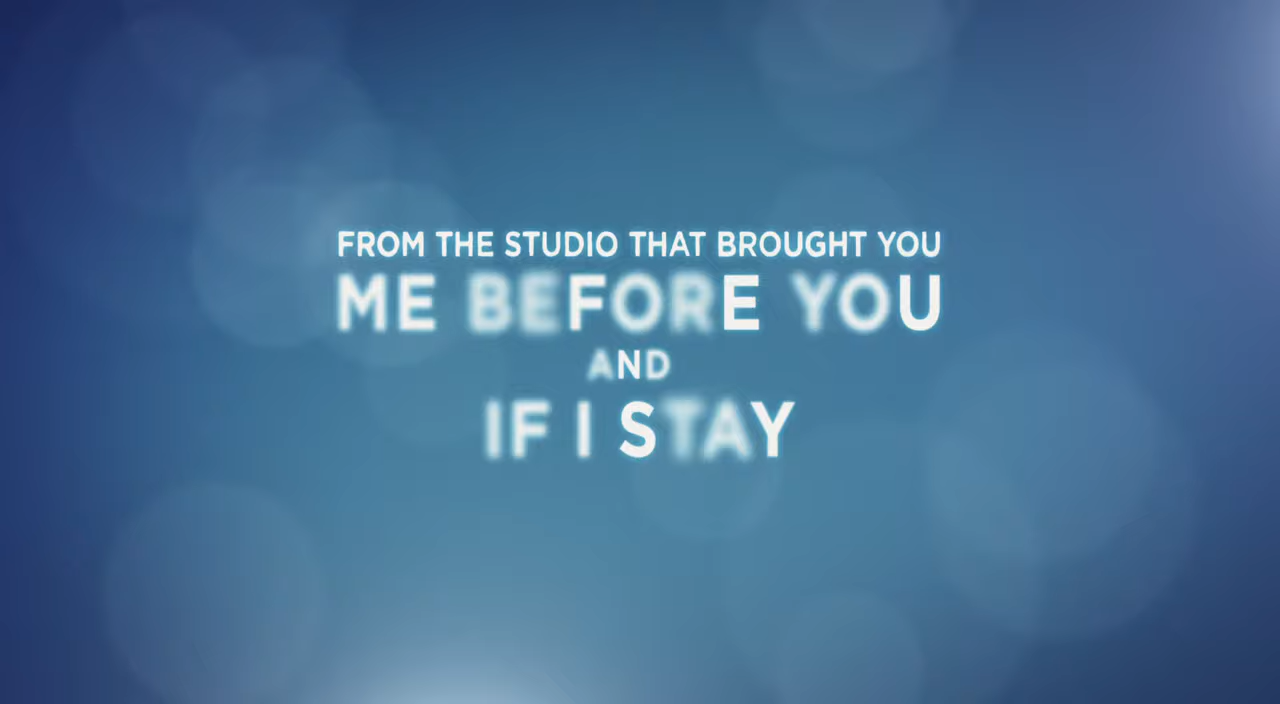 FROM THE STUDIO THAT BROUGHT YOU
ME BEFORE YOU
AND
IF I STAY